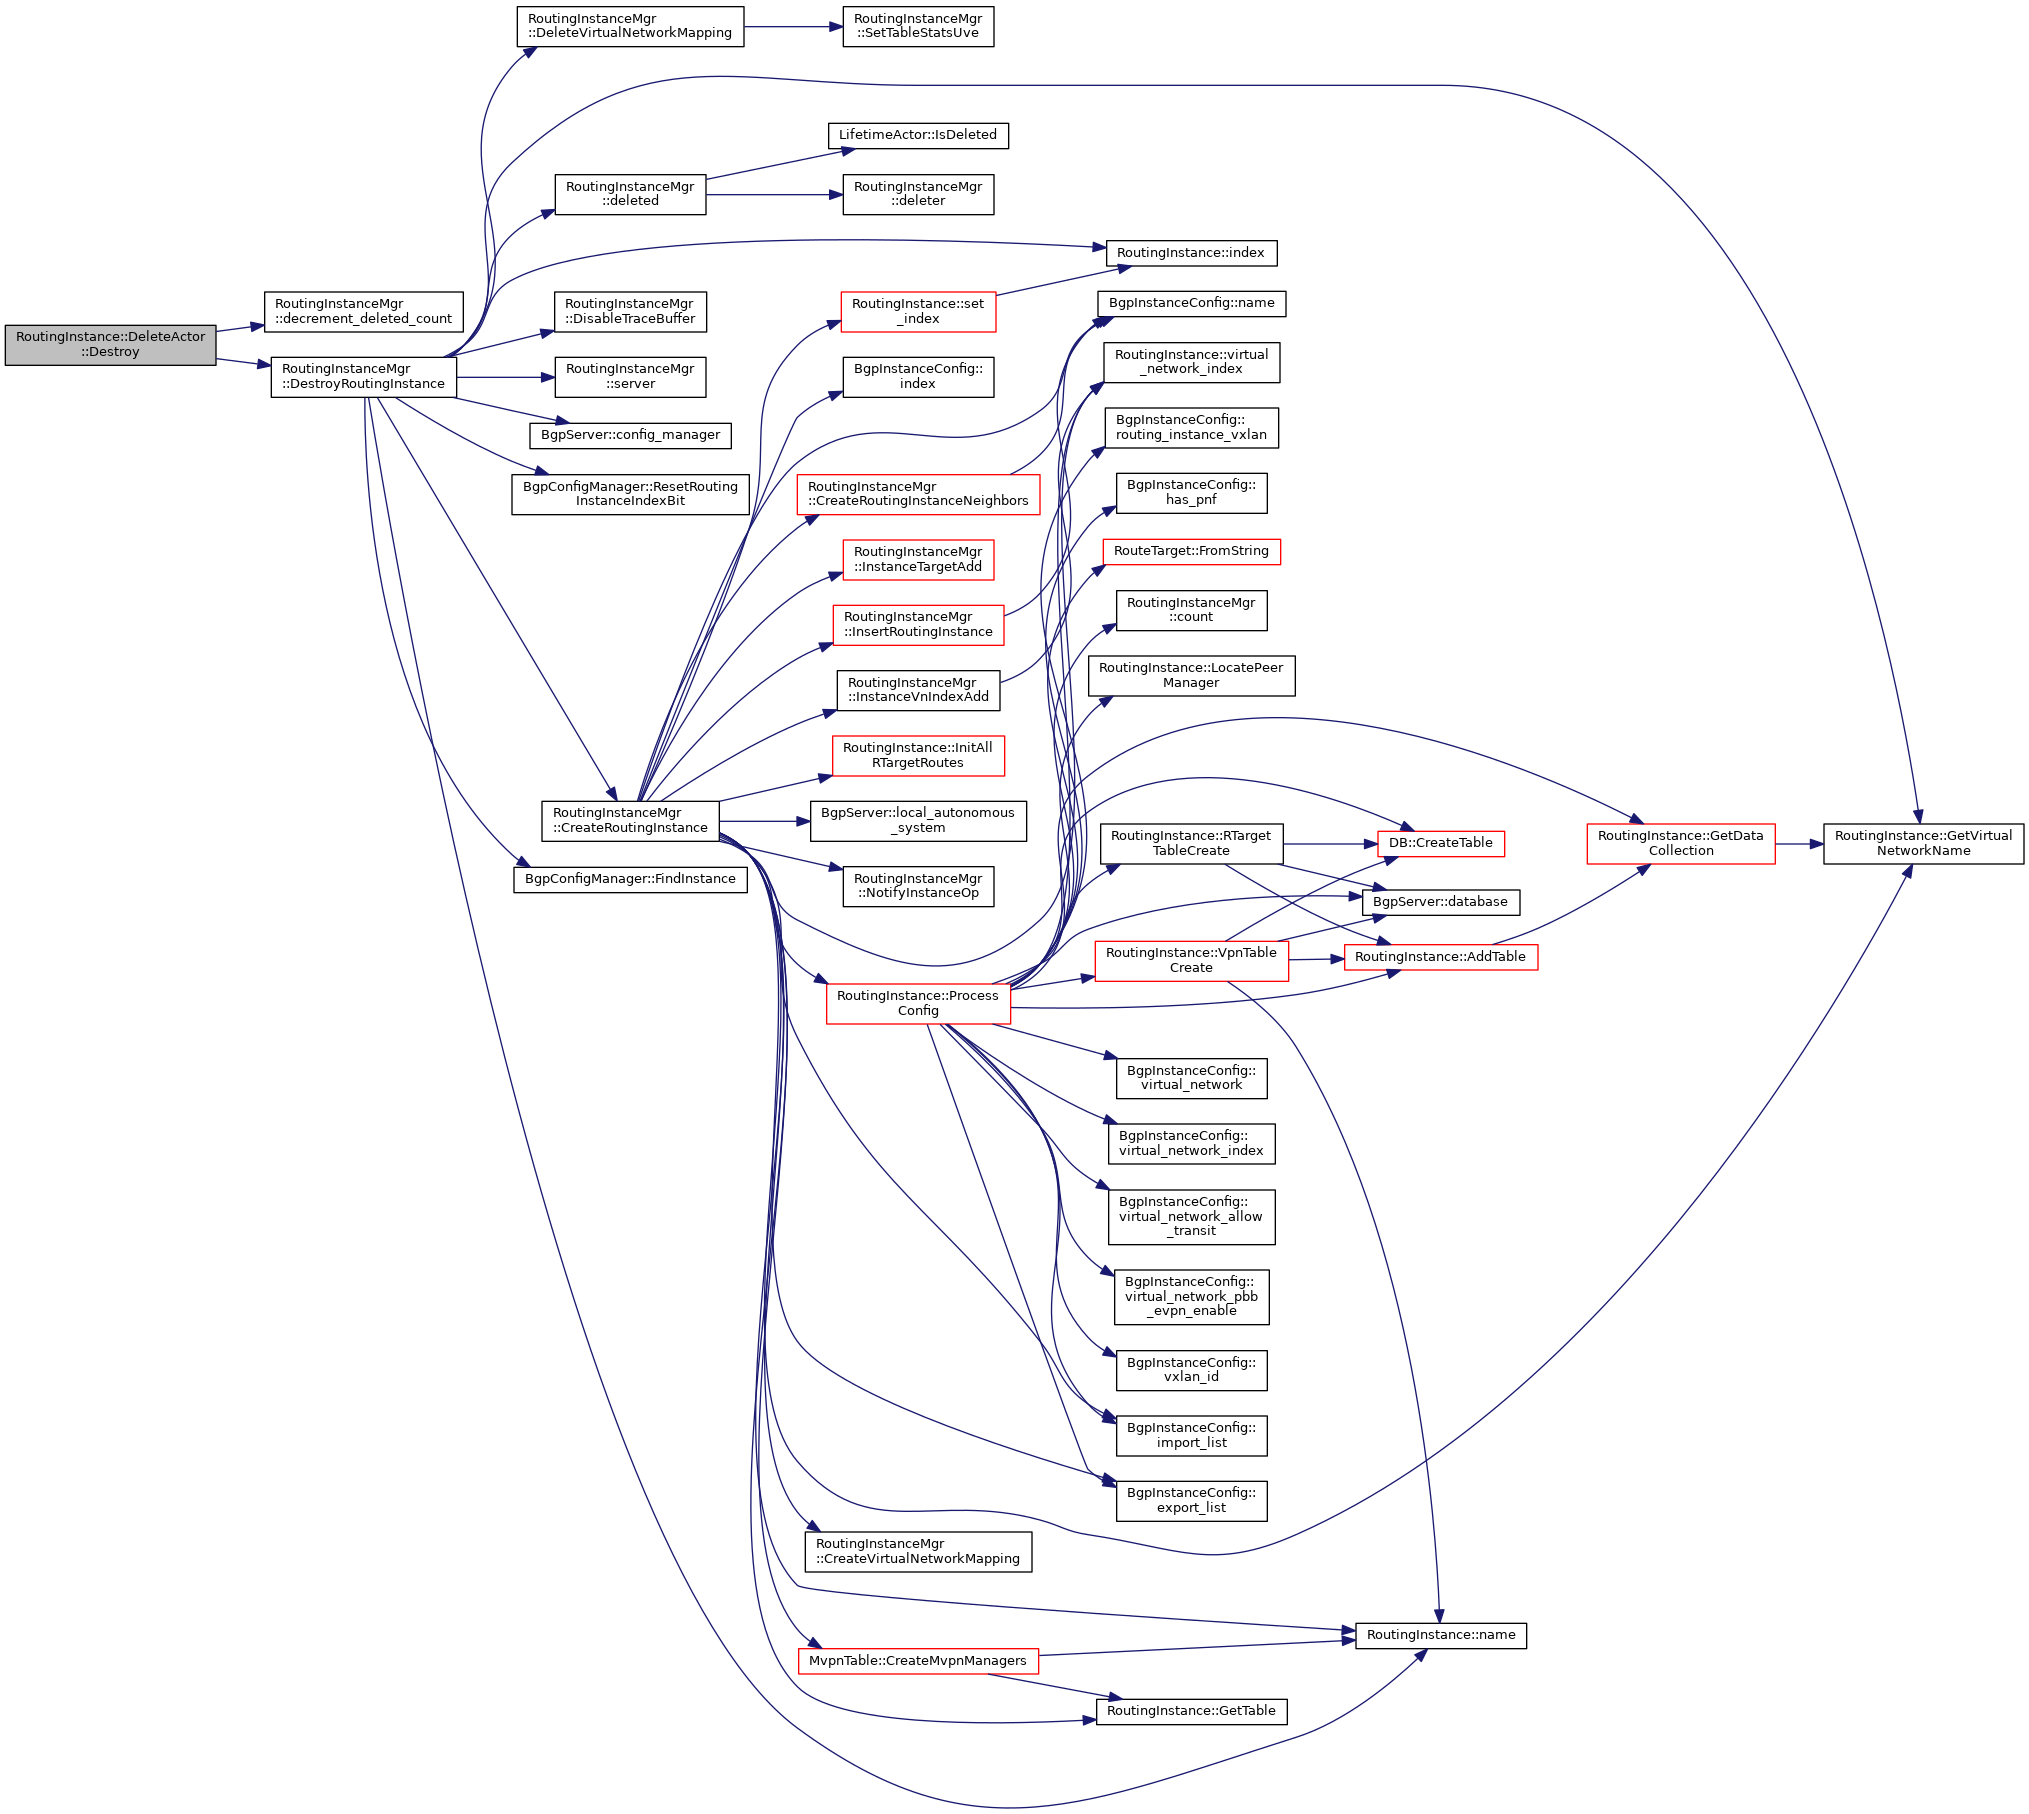 RoutingInstance::DeleteActor
::Destroy
RoutingInstanceMgr
::decrement_deleted_count
RoutingInstanceMgr
::DestroyRoutingInstance
RoutingInstanceMgr
::DeleteVirtualNetworkMapping
RoutingInstanceMgr
::SetTableStatsUve
RoutingInstanceMgr
::deleted
LifetimeActor::IsDeleted
RoutingInstanceMgr
::deleter
RoutingInstanceMgr
::DisableTraceBuffer
RoutingInstanceMgr
::server
BgpServer::config_manager
BgpConfigManager::ResetRouting
InstanceIndexBit
RoutingInstanceMgr
::CreateRoutingInstance
BgpConfigManager::FindInstance
RoutingInstance::set
_index
BgpInstanceConfig::
index
RoutingInstanceMgr
::CreateRoutingInstanceNeighbors
RoutingInstanceMgr
::InstanceTargetAdd
RoutingInstanceMgr
::InsertRoutingInstance
RoutingInstanceMgr
::InstanceVnIndexAdd
RoutingInstance::InitAll
RTargetRoutes
BgpServer::local_autonomous
_system
RoutingInstanceMgr
::NotifyInstanceOp
RoutingInstance::Process
Config
RoutingInstanceMgr
::CreateVirtualNetworkMapping
MvpnTable::CreateMvpnManagers
RoutingInstance::index
BgpInstanceConfig::name
RoutingInstance::virtual
_network_index
BgpInstanceConfig::
routing_instance_vxlan
BgpInstanceConfig::
has_pnf
RouteTarget::FromString
RoutingInstanceMgr
::count
RoutingInstance::LocatePeer
Manager
RoutingInstance::RTarget
TableCreate
RoutingInstance::VpnTable
Create
BgpInstanceConfig::
virtual_network
BgpInstanceConfig::
virtual_network_index
BgpInstanceConfig::
virtual_network_allow
_transit
BgpInstanceConfig::
virtual_network_pbb
_evpn_enable
BgpInstanceConfig::
vxlan_id
BgpInstanceConfig::
import_list
BgpInstanceConfig::
export_list
RoutingInstance::GetTable
DB::CreateTable
BgpServer::database
RoutingInstance::AddTable
RoutingInstance::name
RoutingInstance::GetData
Collection
RoutingInstance::GetVirtual
NetworkName